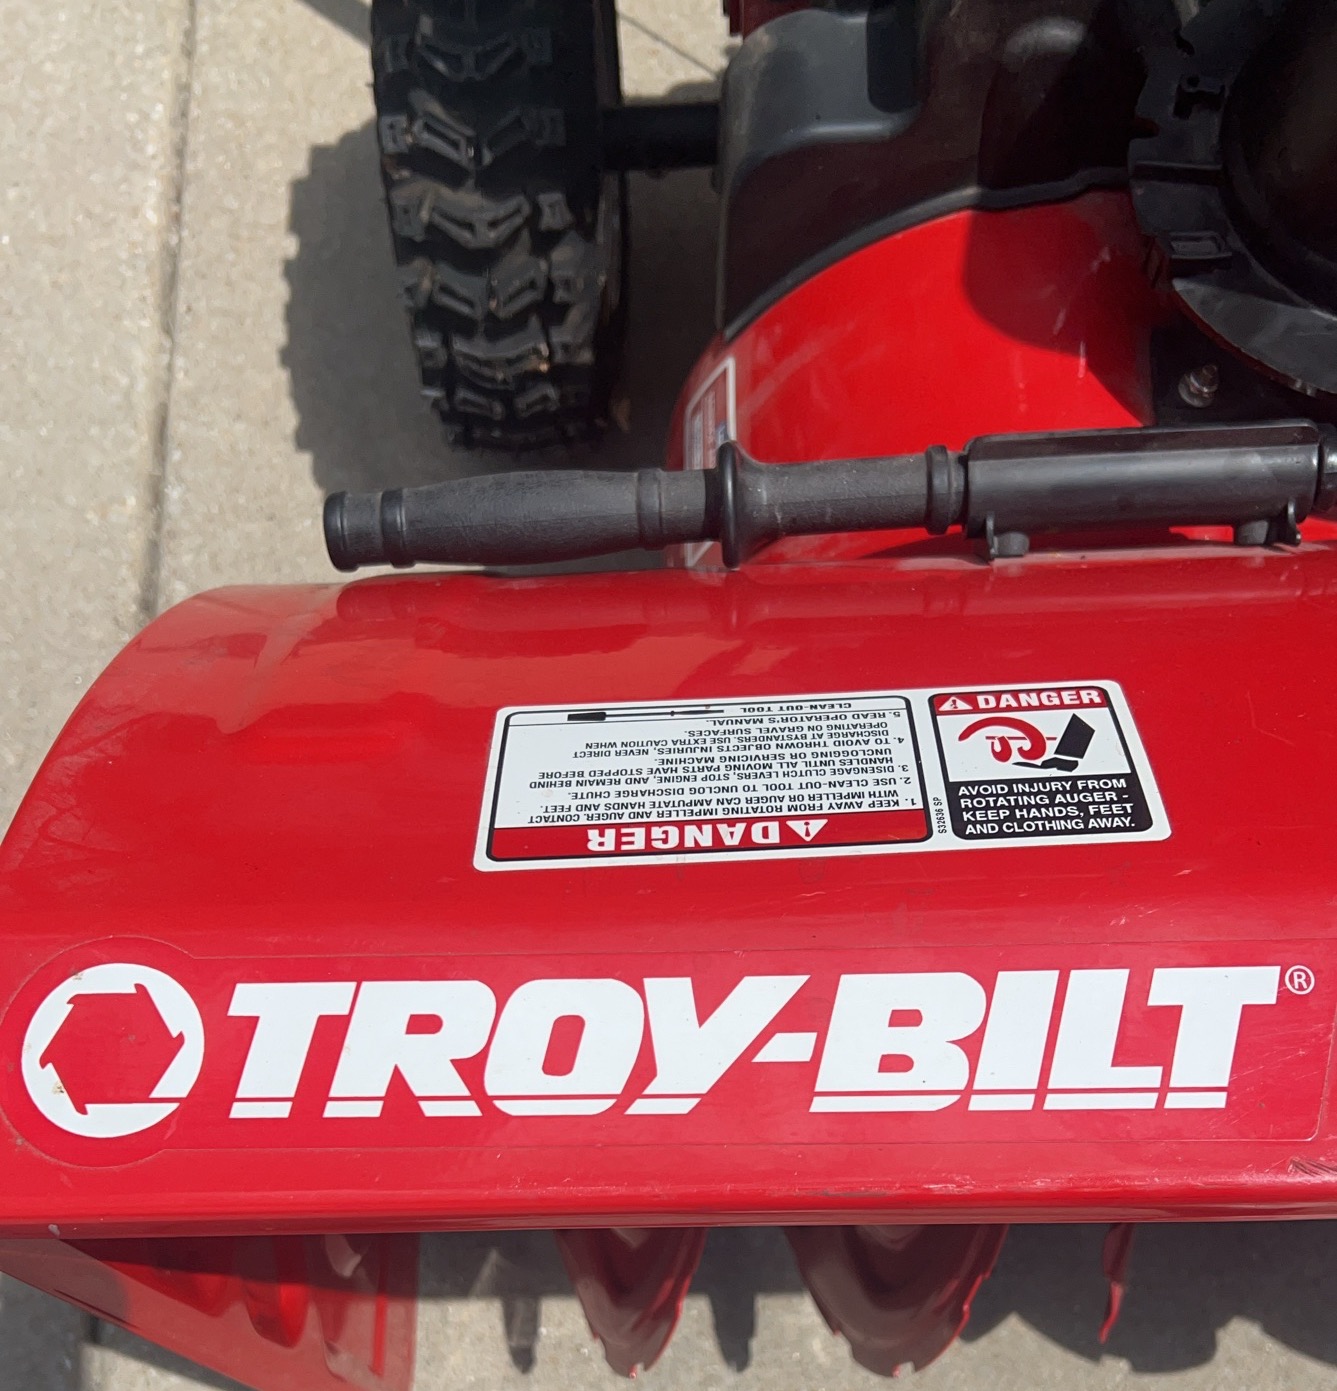 DANGER
1. KEEP AWAY FROM ROTATING IMPELLER AND AUGER. CONTACT
WITH IMPELLER OR AUGER CAN AMPUTATE HANDS AND FEET.
2. USE CLEAN-OUT TOOL TO UNCLOG DISCHARGE CHUTE.
3. DISENGAGE CLUTCH LEVERS, STOP ENGINE, AND REMAIN BEHIND
HANDLES UNTIL ALL MOVING PARTS HAVE STOPPED BEFORE
UNCLOGGING OR SERVICING MACHINE.
4. TO AVOID THROWN OBJECTS INJURIES, NEVER DIRECT
DISCHARGE AT BYSTANDERS. USE EXTRA CAUTION WHEN
OPERATING ON GRAVEL SURFACES.
5. READ OPERATOR'S MANUAL.
CLEAN-OUT TOOL
S32636 SP
DANGER
AVOID INJURY FROM
ROTATING AUGER -
KEEP HANDS, FEET
AND CLOTHING AWAY.
TROY-BILT®